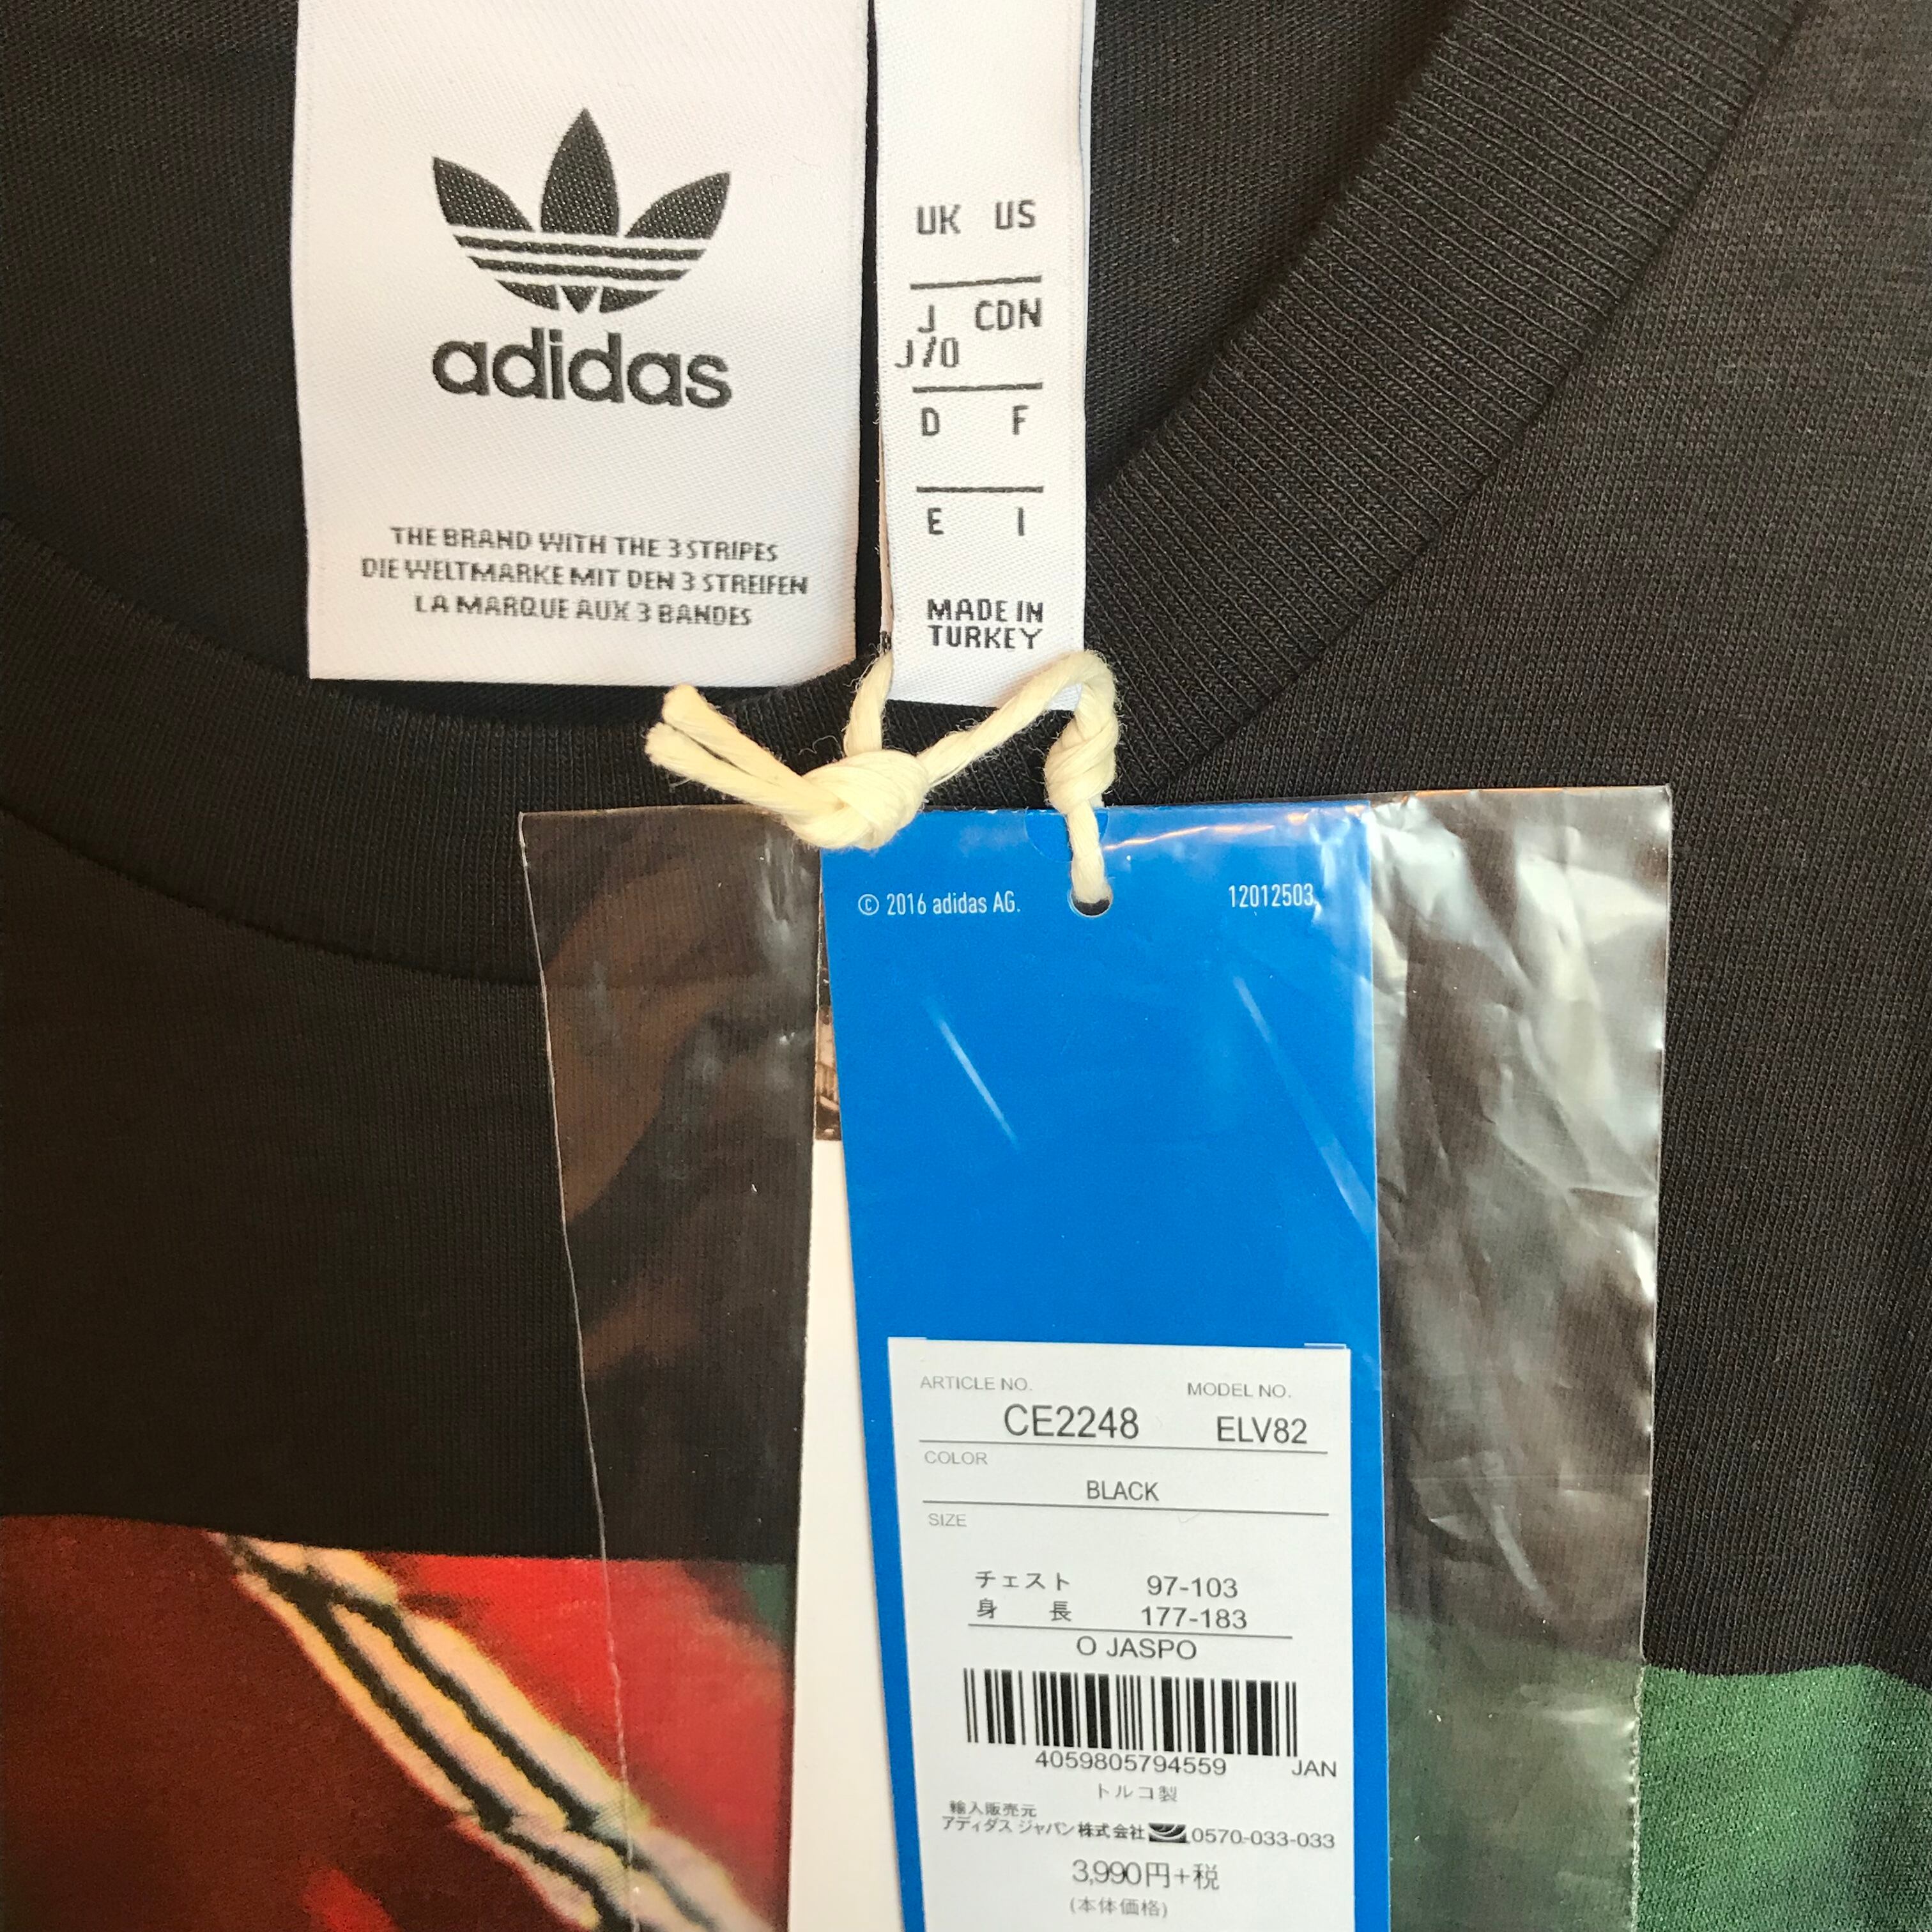 adidas
THE BRAND WITH THE 3 STRIPES
DIE WELTMARKE MIT DEN 3 STREIFEN
LA MARQUE AUX 3 BANDES
UK US
J CDN
J/O
D F
E I
MADE IN
TURKEY
© 2016 adidas AG. 12012503
ARTICLE NO. MODEL NO.
CE2248 ELV82
COLOR
BLACK
SIZE
チェスト 97-103
身 長 177-183
O JASPO
4059805794559 JAN
トルコ製
輸入販売元
アディダス ジャパン株式会社 0570-033-033
3,990円+税
(本体価格)